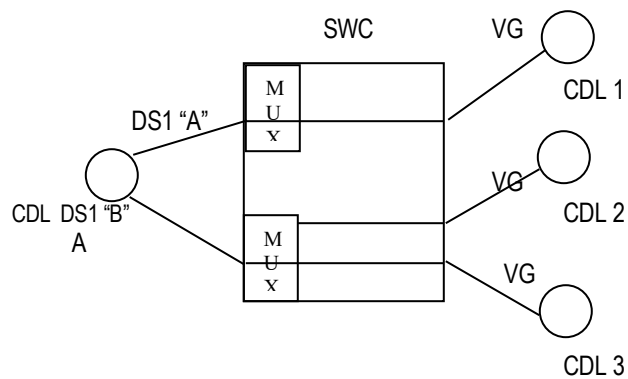 SWC
VG
M
U
X
CDL 1
DS1 “A”
VG
CDL DS1 “B”
A
CDL 2
M
U
X
VG
CDL 3